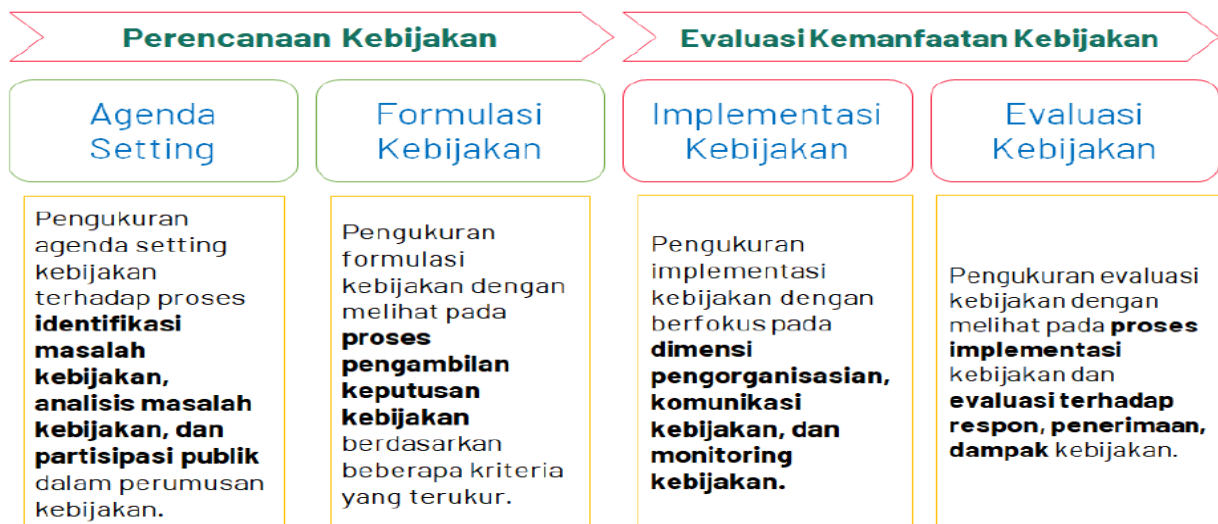 Perencanaan Kebijakan
Evaluasi Kemanfaatan Kebijakan
Agenda
Setting
Formulasi
Kebijakan
Implementasi
Kebijakan
Evaluasi
Kebijakan
Pengukuran
agenda setting
kebijakan
terhadap proses
identifikasi
masalah
kebijakan,
analisis masalah
kebijakan, dan
partisipasi publik
dalam perumusan
kebijakan.
Pengukuran
formulasi
kebijakan dengan
melihat pada
proses
pengambilan
keputusan
kebijakan
berdasarkan
beberapa kriteria
yang terukur.
Pengukuran
implementasi
kebijakan dengan
berfokus pada
dimensi
pengorganisasian,
komunikasi
kebijakan, dan
monitoring
kebijakan.
Pengukuran evaluasi
kebijakan dengan
melihat pada proses
implementasi
kebijakan dan
evaluasi terhadap
respon, penerimaan,
dampak kebijakan.